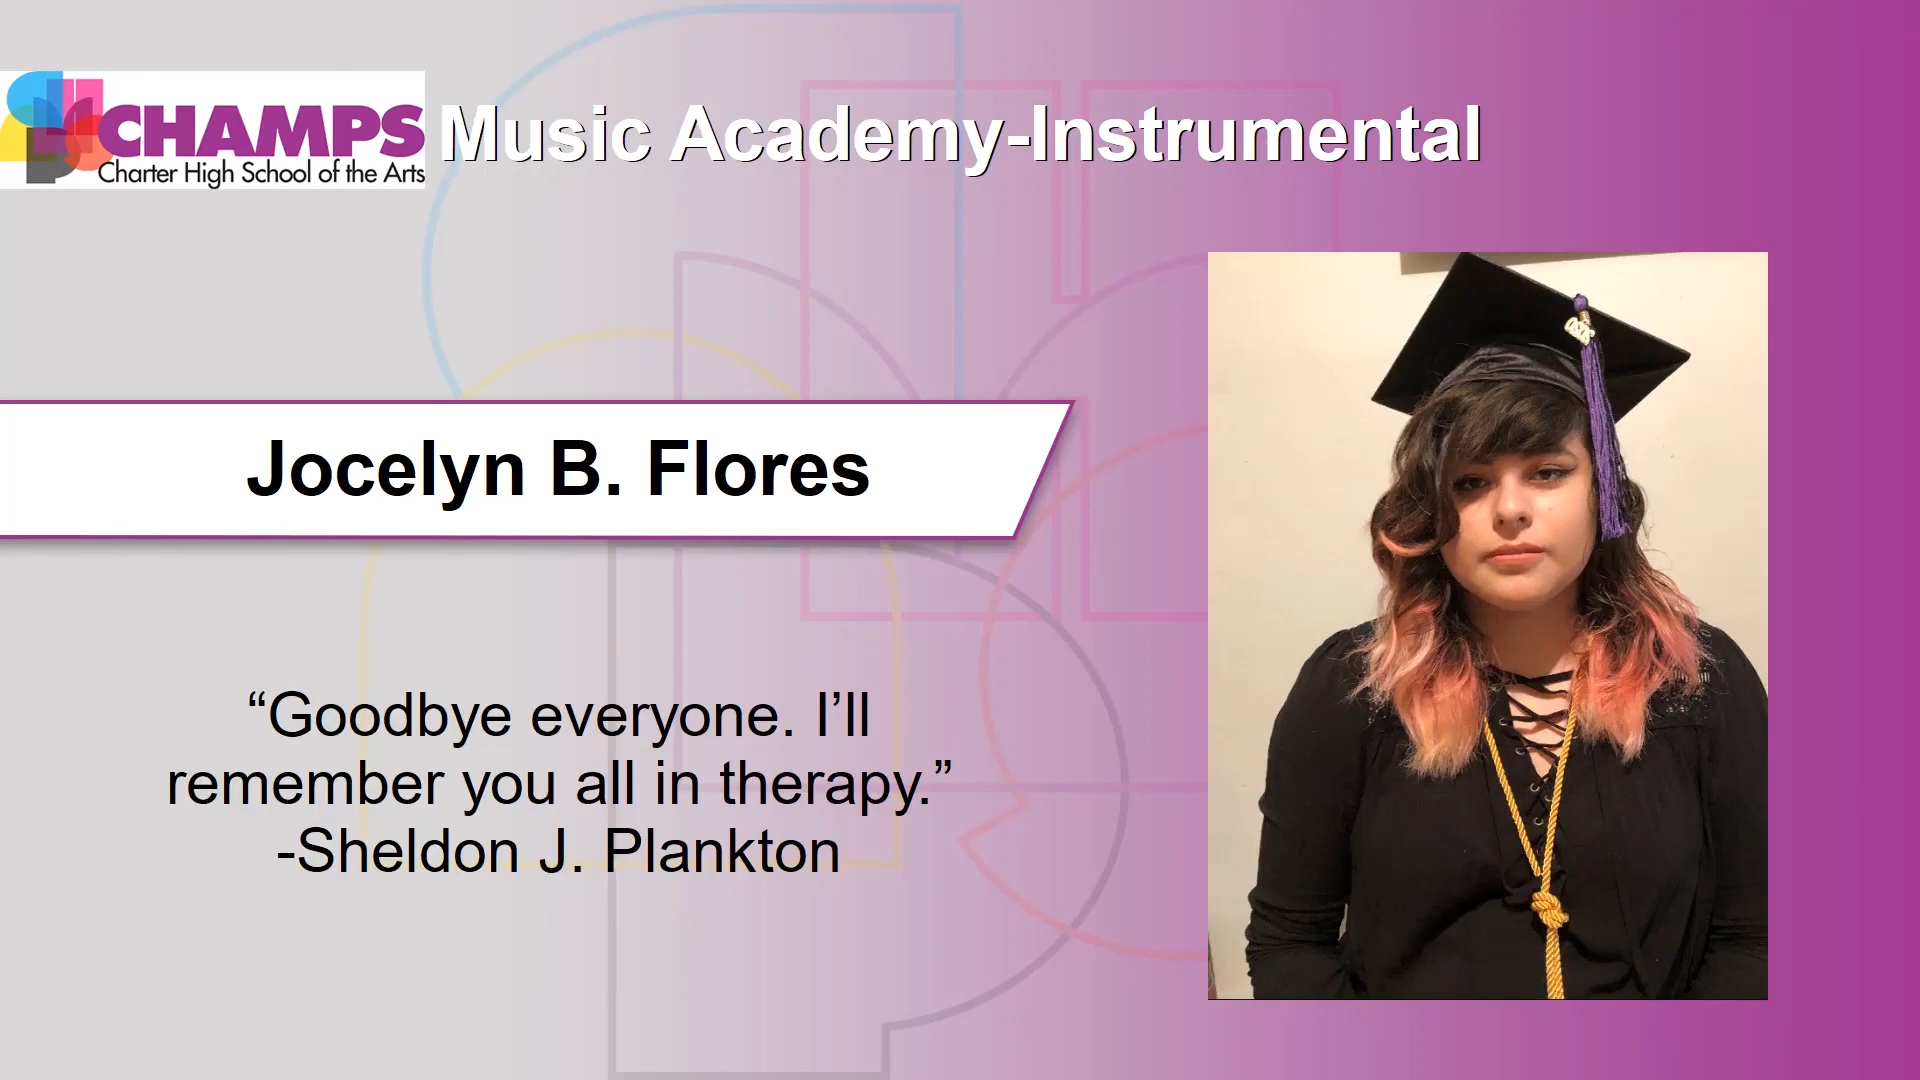 CHAMPS
Charter High School of the Arts
Music Academy-Instrumental
Jocelyn B. Flores
“Goodbye everyone. I’ll
remember you all in therapy.”
-Sheldon J. Plankton